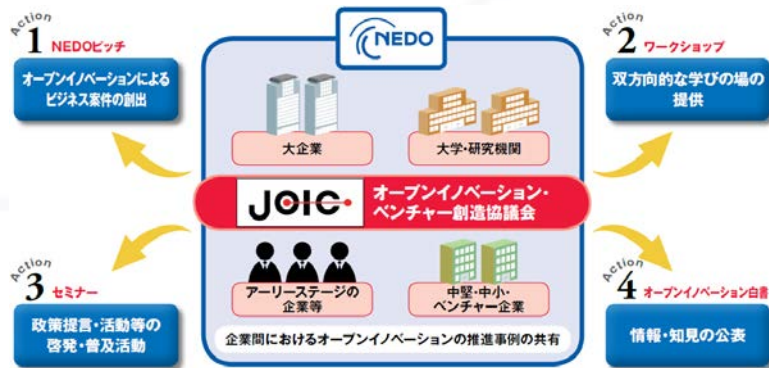 Action
1 NEDOピッチ
オープンイノベーションによる
ビジネス案件の創出
NEDO
Action
2 ワークショップ
双方向的な学びの場の
提供
大企業
大学・研究機関
JOIC
オープンイノベーション・
ベンチャー創造協議会
アーリーステージの
企業等
中堅・中小・
ベンチャー企業
企業間におけるオープンイノベーションの推進事例の共有
Action
3 セミナー
政策提言・活動等の
啓発・普及活動
Action
4 オープンイノベーション白書
情報・知見の公表